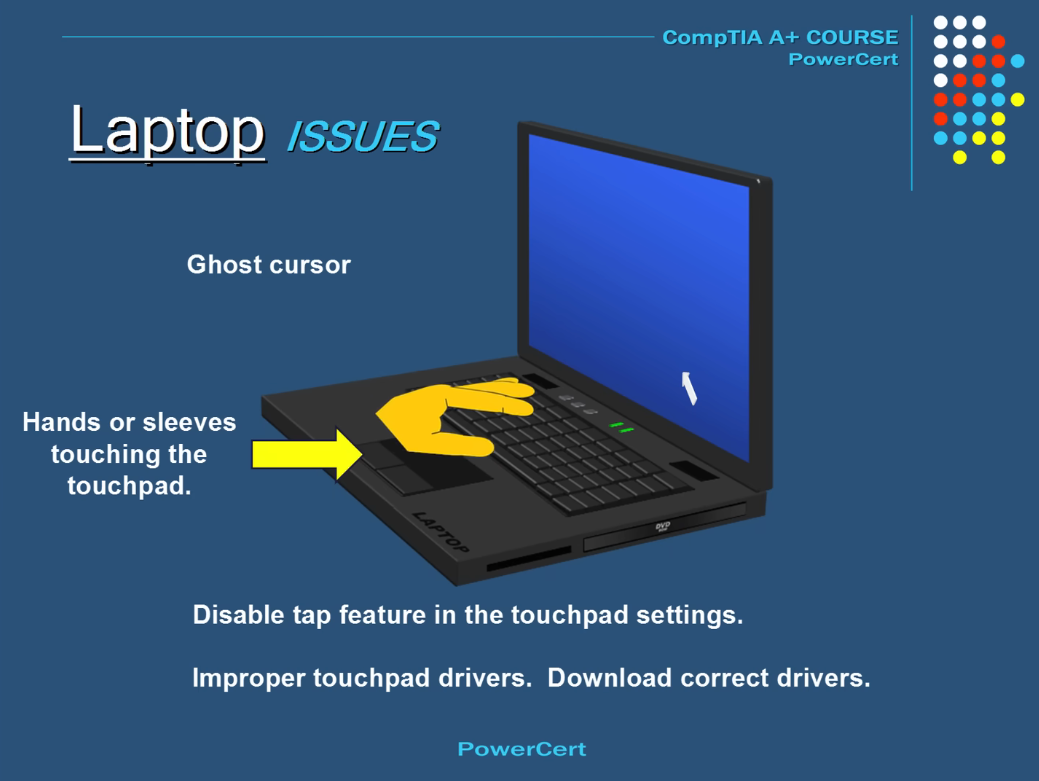 CompTIA A+ COURSE
PowerCert
Laptop ISSUES
Ghost cursor
Hands or sleeves
touching the
touchpad.
LAPTOP
DVD
Disable tap feature in the touchpad settings.
Improper touchpad drivers.  Download correct drivers.
PowerCert